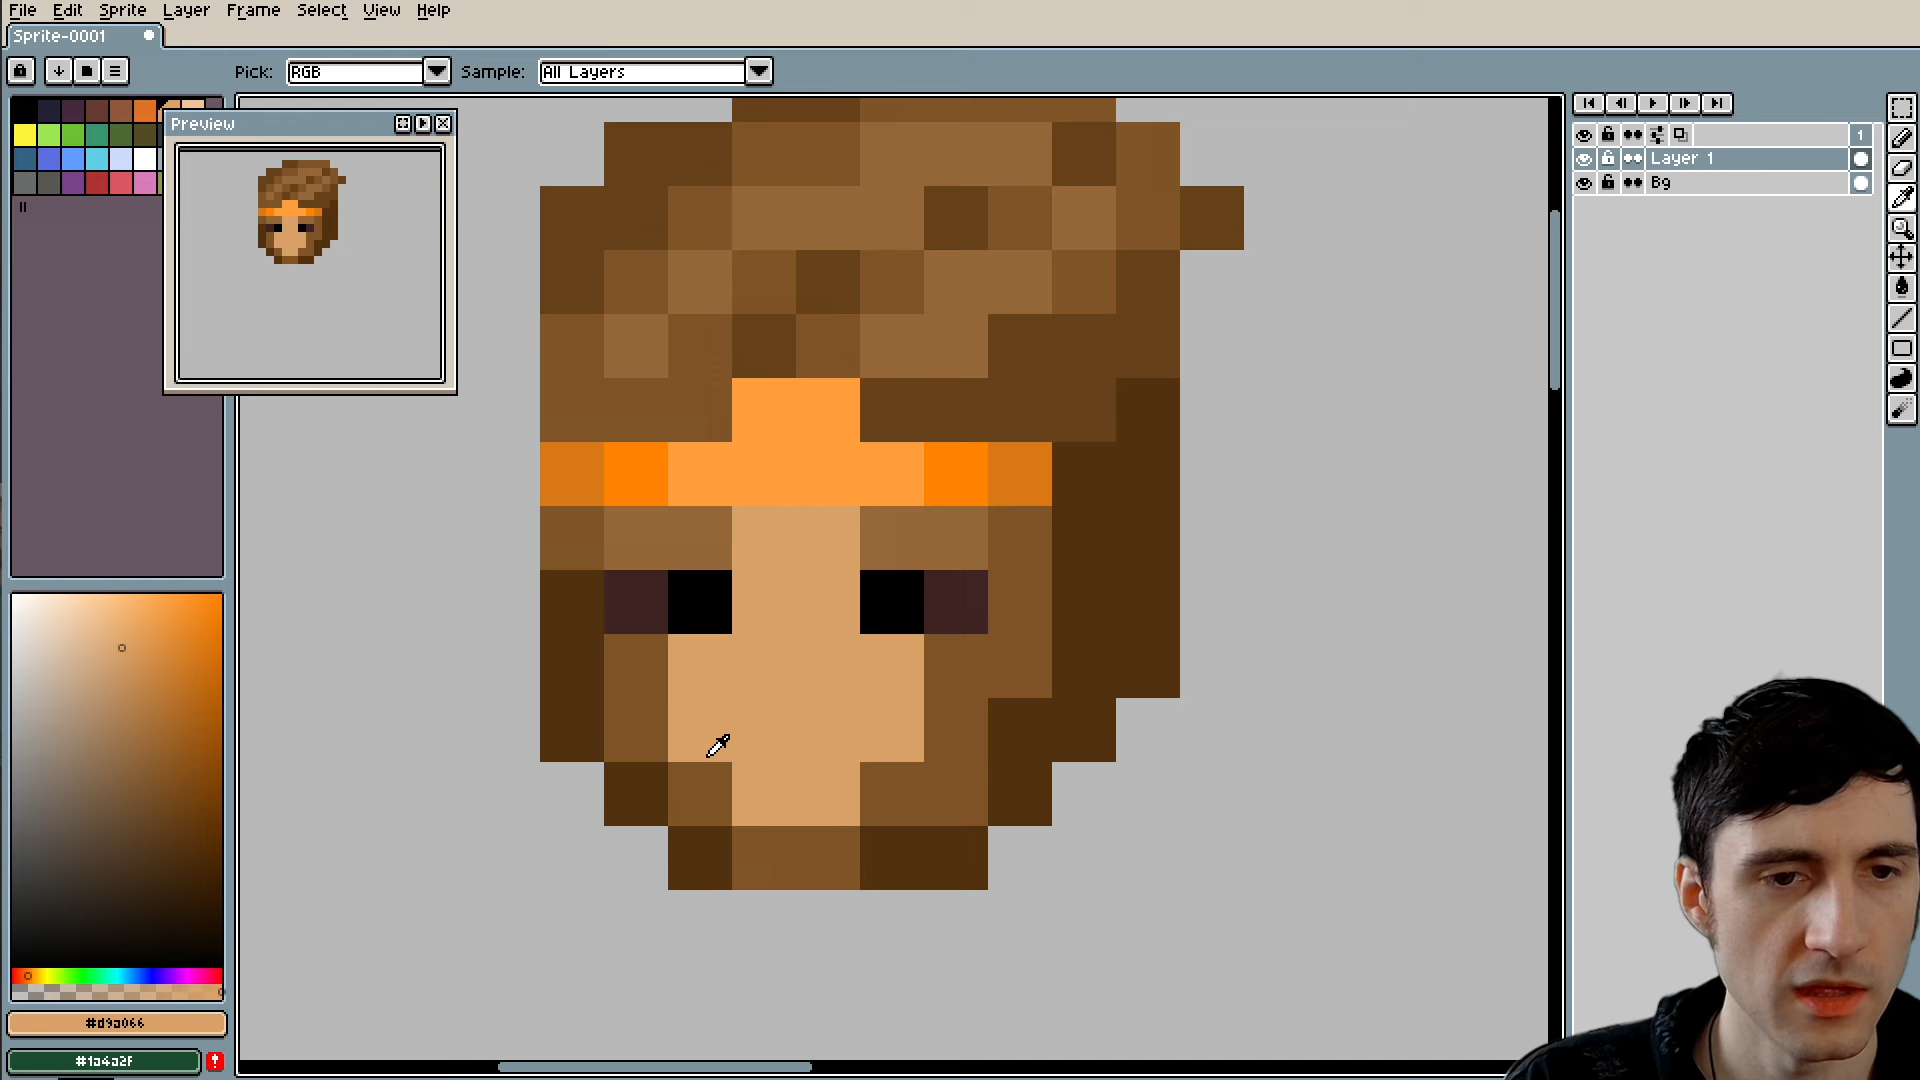 File Edit Sprite Layer Frame Select View Help
Sprite-0001
Pick: RGB Sample: All Layers
Preview
1
Layer 1
Bg
#d9a066
#1a4a2f !